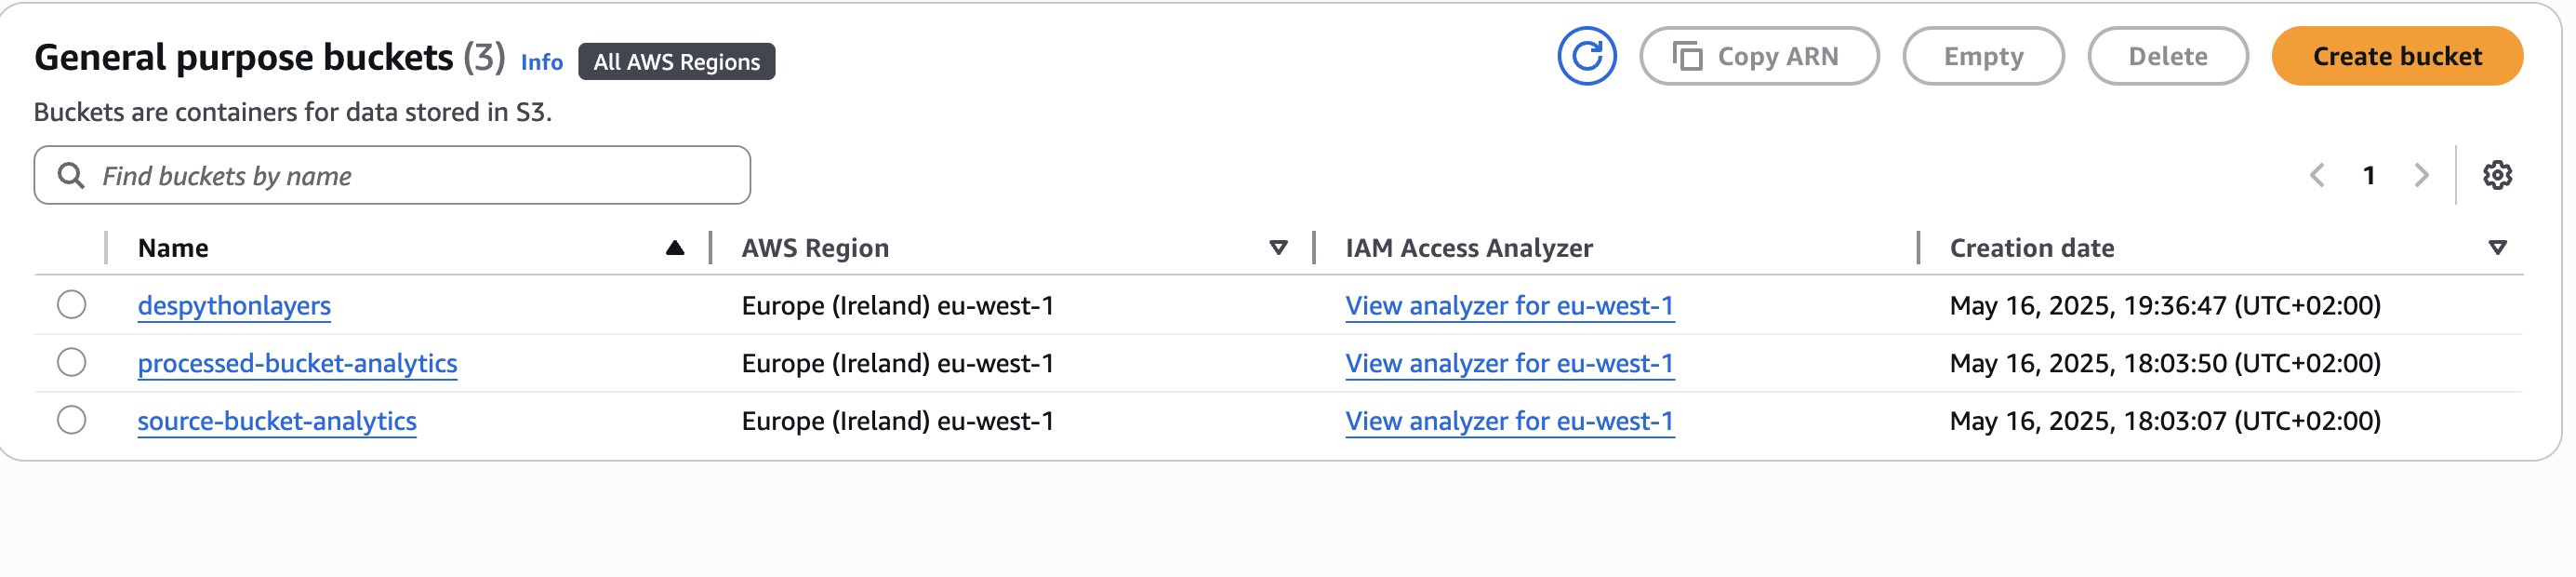 General purpose buckets (3) Info All AWS Regions Copy ARN Empty Delete Create bucket
Buckets are containers for data stored in S3.
Find buckets by name 1
Name AWS Region IAM Access Analyzer Creation date
despythonlayers Europe (Ireland) eu-west-1 View analyzer for eu-west-1 May 16, 2025, 19:36:47 (UTC+02:00)
processed-bucket-analytics Europe (Ireland) eu-west-1 View analyzer for eu-west-1 May 16, 2025, 18:03:50 (UTC+02:00)
source-bucket-analytics Europe (Ireland) eu-west-1 View analyzer for eu-west-1 May 16, 2025, 18:03:07 (UTC+02:00)